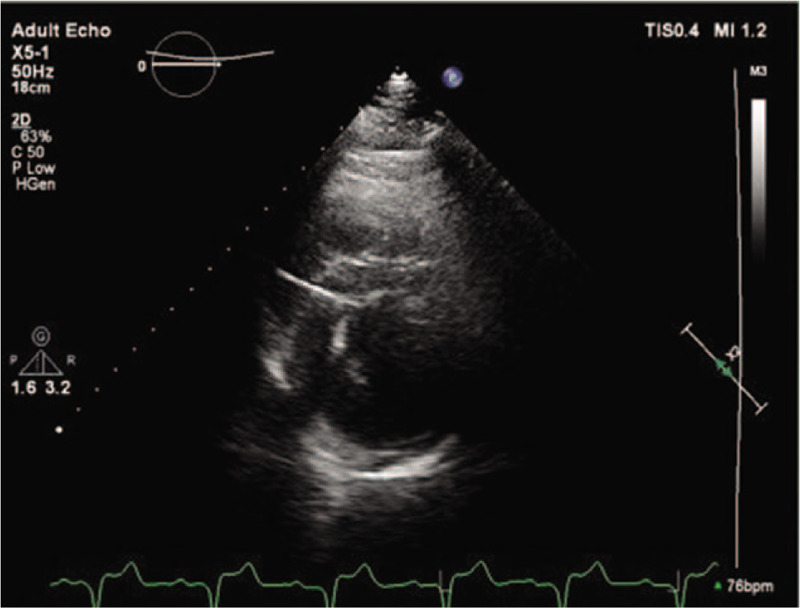 Adult Echo
X5-1
50Hz
18cm
2D
63%
C 50
P Low
HGen
0
P
TIS0.4 MI 1.2
M3
G
P R
1.6 3.2
76bpm